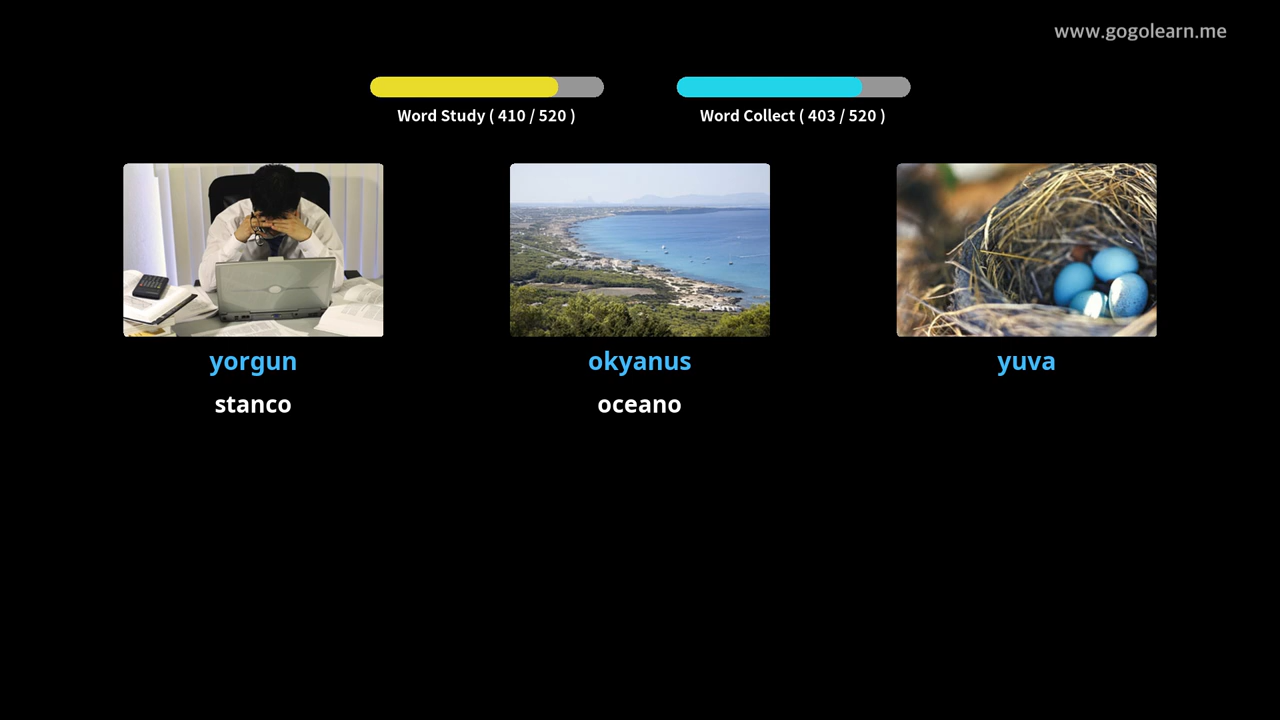 www.gogolearn.me
Word Study ( 410 / 520 )
Word Collect ( 403 / 520 )
yorgun
okyanus
yuva
stanco
oceano